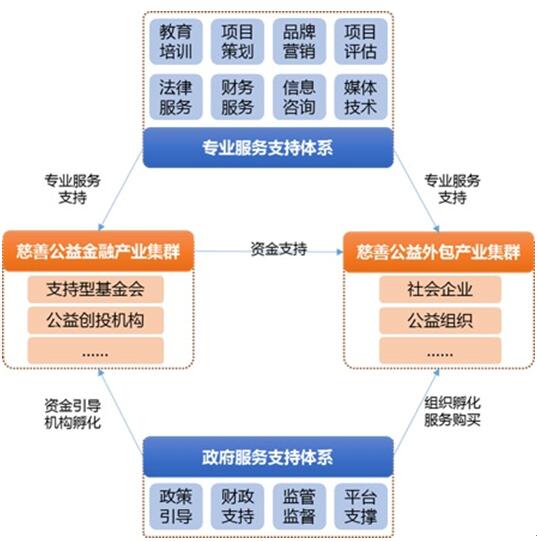 教育 项目 品牌 项目
培训 策划 营销 评估
法律 财务 信息 媒体
服务 服务 咨询 技术
专业服务支持体系
专业服务
支持
专业服务
支持
慈善公益金融产业集群
资金支持
慈善公益外包产业集群
支持型基金会
公益创投机构
......
社会企业
公益组织
......
资金引导
机构孵化
组织孵化
服务购买
政府服务支持体系
政策 财政 监管 平台
引导 支持 监督 支撑